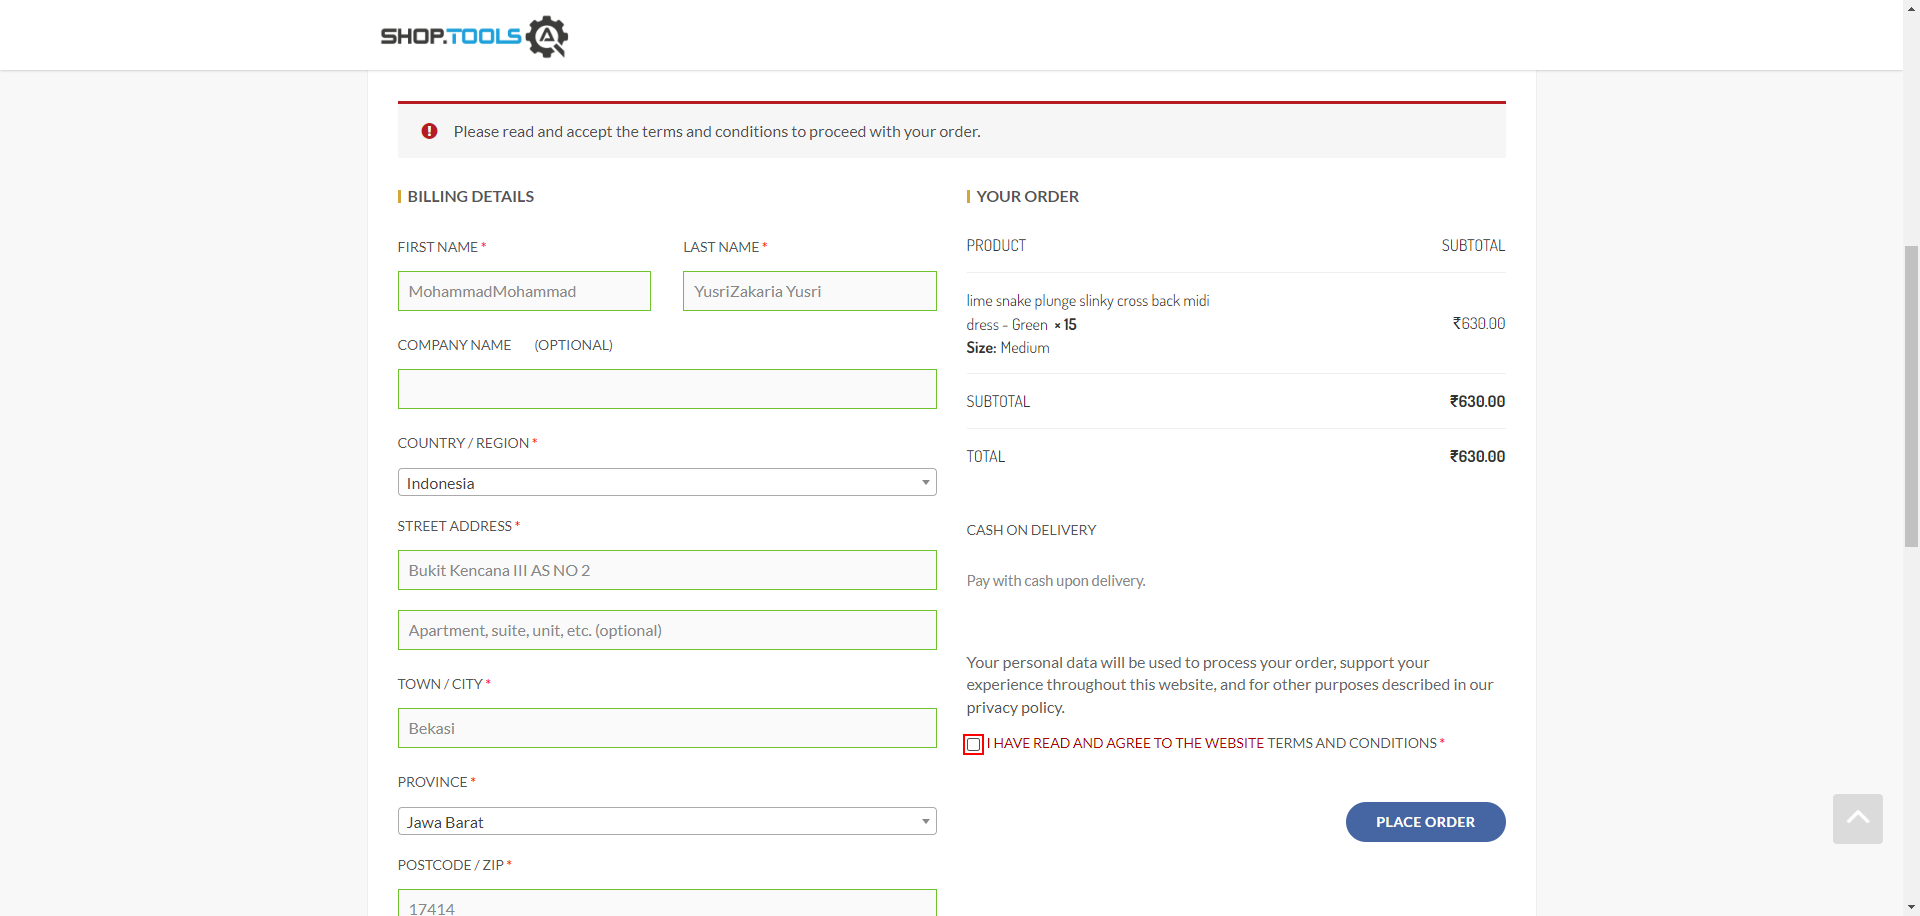 SHOP.TOOLS
Please read and accept the terms and conditions to proceed with your order.
BILLING DETAILS
FIRST NAME *
LAST NAME *
MohammadMohammad
YusriZakaria Yusri
COMPANY NAME (OPTIONAL)
COUNTRY / REGION *
Indonesia
STREET ADDRESS *
Bukit Kencana III AS NO 2
Apartment, suite, unit, etc. (optional)
TOWN / CITY *
Bekasi
PROVINCE *
Jawa Barat
POSTCODE / ZIP *
17414
YOUR ORDER
PRODUCT SUBTOTAL
lime snake plunge slinky cross back midi
dress - Green × 15
₹630.00
Size: Medium
SUBTOTAL ₹630.00
TOTAL ₹630.00
CASH ON DELIVERY
Pay with cash upon delivery.
Your personal data will be used to process your order, support your
experience throughout this website, and for other purposes described in our
privacy policy.
I HAVE READ AND AGREE TO THE WEBSITE TERMS AND CONDITIONS *
PLACE ORDER